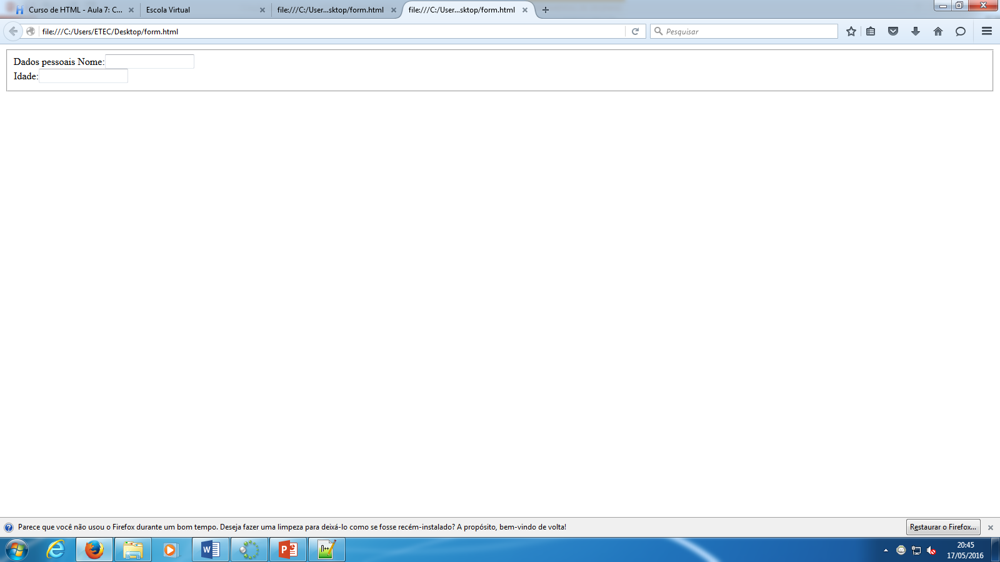 Curso de HTML - Aula 7: C...
Escola Virtual
file:///C:/User...sktop/form.html
file:///C:/User...sktop/form.html
file:///C:/Users/ETEC/Desktop/form.html
Pesquisar
Dados pessoais Nome:
Idade:
Parece que você não usou o Firefox durante um bom tempo. Deseja fazer uma limpeza para deixá-lo como se fosse recém-instalado? A propósito, bem-vindo de volta!
Restaurar o Firefox...
20:45
17/05/2016